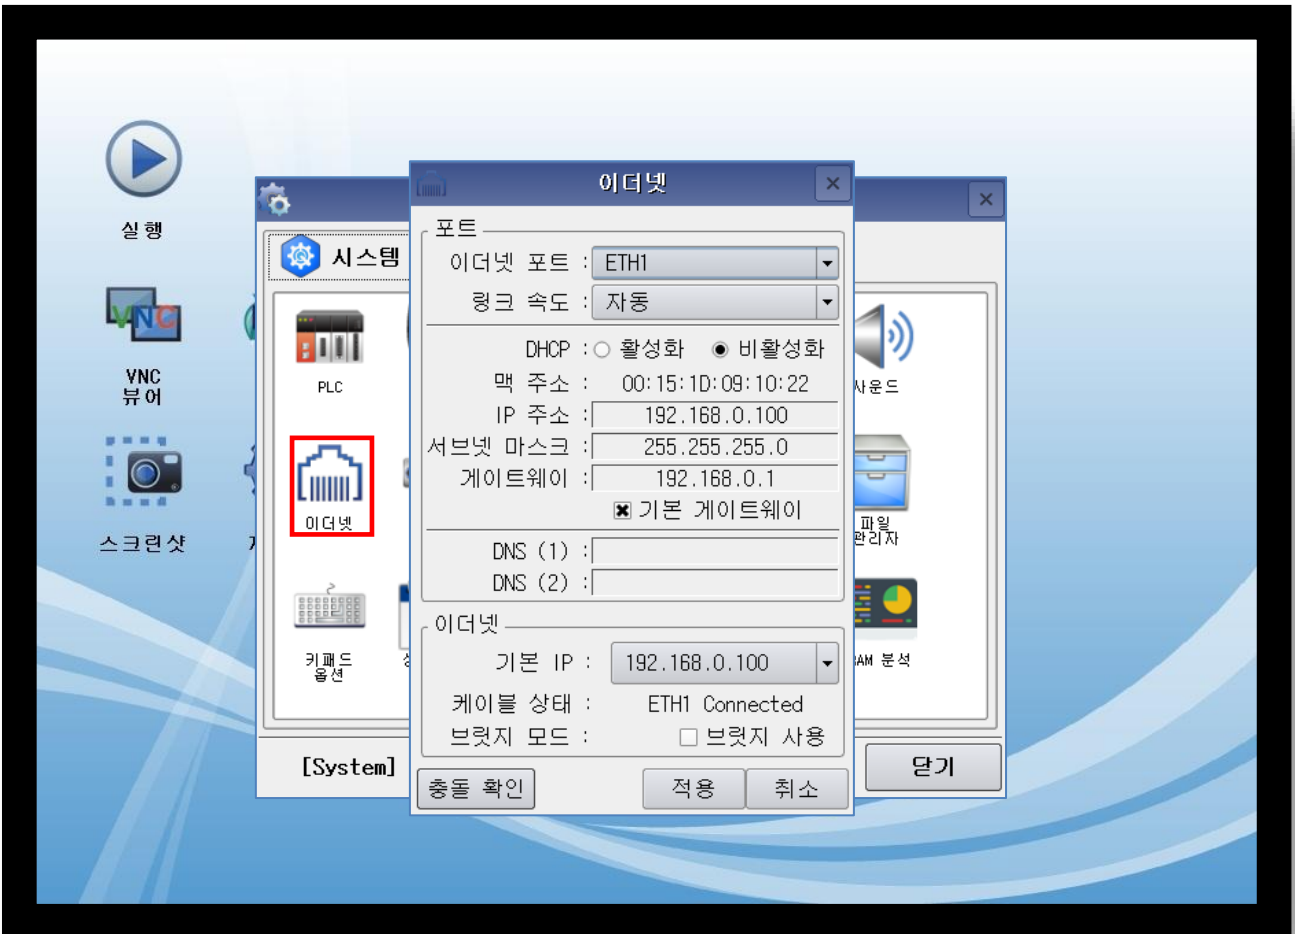 실행
VNC
뷰어
스크린샷
시스템
PLC
이더넷
키패드
옵션
[System]
이더넷
포트
이더넷 포트 : ETH1
링크 속도 : 자동
DHCP : 활성화 비활성화
맥 주소 : 00:15:1D:09:10:22
IP 주소 : 192.168.0.100
서브넷 마스크 : 255.255.255.0
게이트웨이 : 192.168.0.1
기본 게이트웨이
DNS (1) :
DNS (2) :
이더넷
기본 IP : 192.168.0.100
케이블 상태 : ETH1 Connected
브릿지 모드 : 브릿지 사용
충돌 확인 적용 취소
파일
관리자
분석
닫기